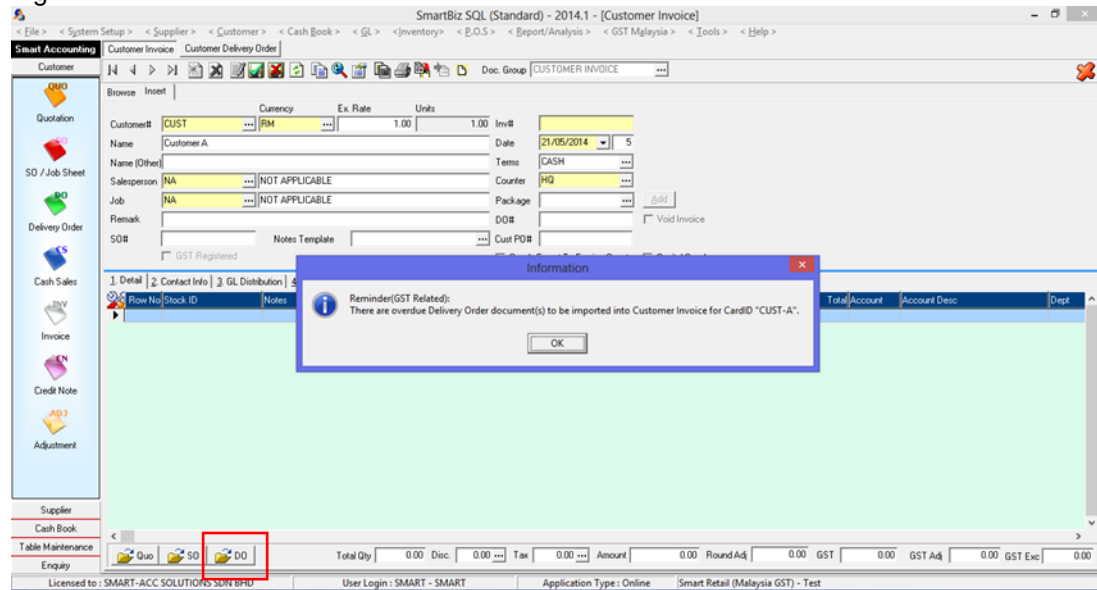 SmartBiz SQL (Standard) - 2014.1 - [Customer Invoice]
< File > < System Setup > < Supplier > < Customer > < Cash Book > < GL > <Inventory> < P.O.S > < Report/Analysis > < GST Malaysia > < Tools > < Help >
Smart Accounting
Customer Invoice Customer Delivery Order
Customer
Doc. Group CUSTOMER INVOICE ...
Browse Insert
QUO
Quotation
SO / Job Sheet
DO
Delivery Order
CS
Cash Sales
INV
Invoice
CN
Credit Note
ADJ
Adjustment
Currency Ex. Rate Units
Customer# CUST ... RM ... 1.00 1.00 Inv#
Name Customer A Date 21/05/2014 5
Name (Other) Terms CASH ...
Salesperson NA ... NOT APPLICABLE Counter HQ ...
Job NA ... NOT APPLICABLE Package ... Add
Remark DO# Void Invoice
SO# Notes Template ... Cust PO#
GST Registered
1. Detail 2. Contact Info 3. GL Distribution 4
Row No Stock ID Notes Total Account Account Desc Dept
Information
Reminder(GST Related):
There are overdue Delivery Order document(s) to be imported into Customer Invoice for CardID "CUST-A".
OK
Supplier
Cash Book
Table Maintenance
Enquiry
Quo SO DO Total Qty 0.00 Disc. 0.00 ... Tax 0.00 ... Amount 0.00 Round Adj 0.00 GST 0.00 GST Adj 0.00 GST Exc 0.00
Licensed to : SMART-ACC SOLUTIONS SDN BHD User Login : SMART - SMART Application Type : Online Smart Retail (Malaysia GST) - Test